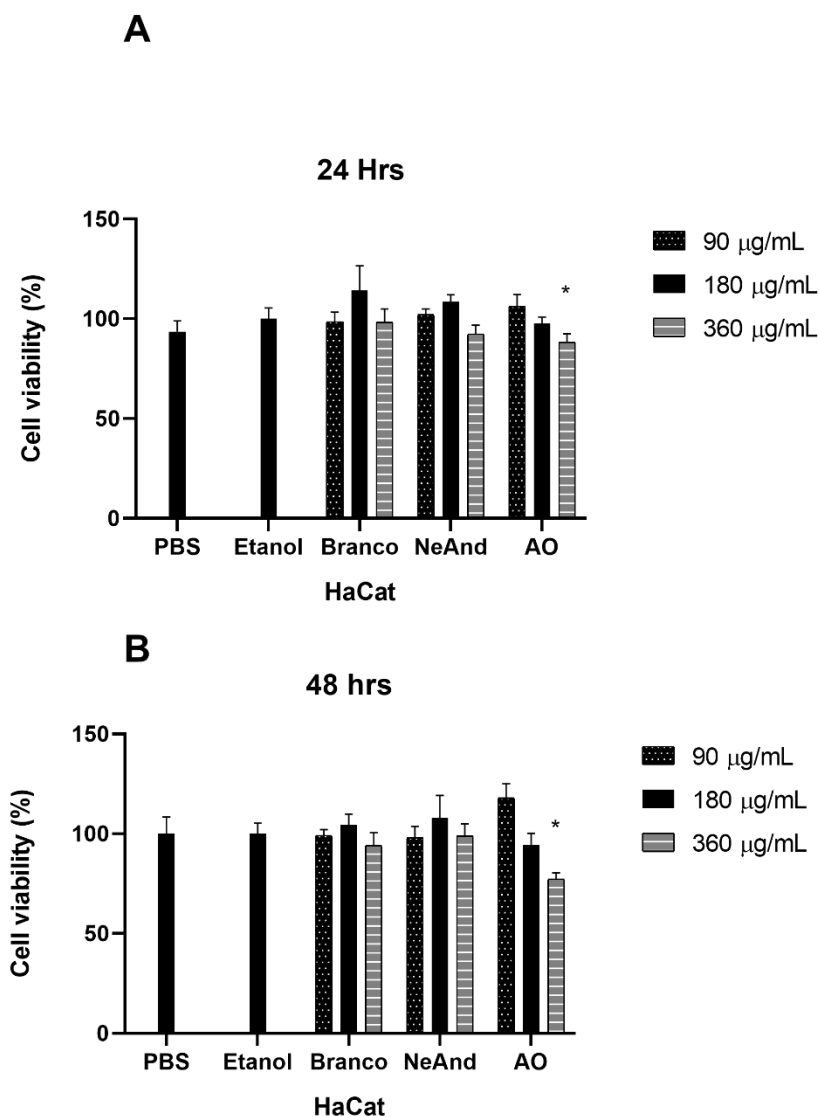 A
24 Hrs
150
100
50
0
Cell viability (%)
PBS Etanol Branco NeAnd AO
HaCat
*
90 μg/mL
180 μg/mL
360 μg/mL
B
48 hrs
150
100
50
0
Cell viability (%)
PBS Etanol Branco NeAnd AO
HaCat
*
90 μg/mL
180 μg/mL
360 μg/mL